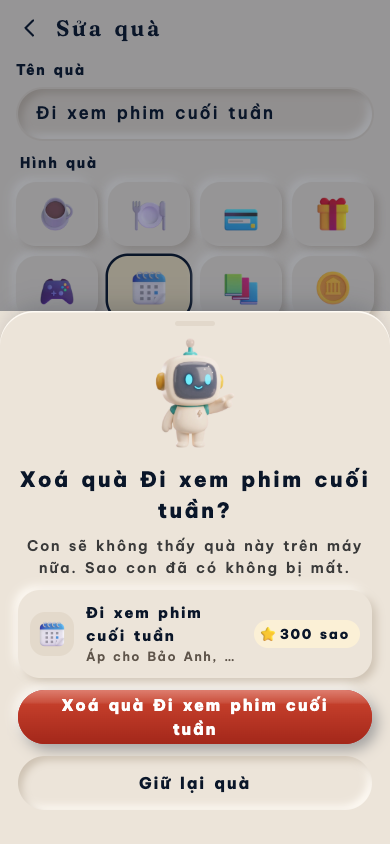 Sửa quà
Tên quà
Đi xem phim cuối tuần
Hình quà
Xoá quà Đi xem phim cuối
tuần?
Con sẽ không thấy quà này trên máy
nữa. Sao con đã có không bị mất.
Đi xem phim
cuối tuần
300 sao
Áp cho Bảo Anh, …
Xoá quà Đi xem phim cuối
tuần
Giữ lại quà